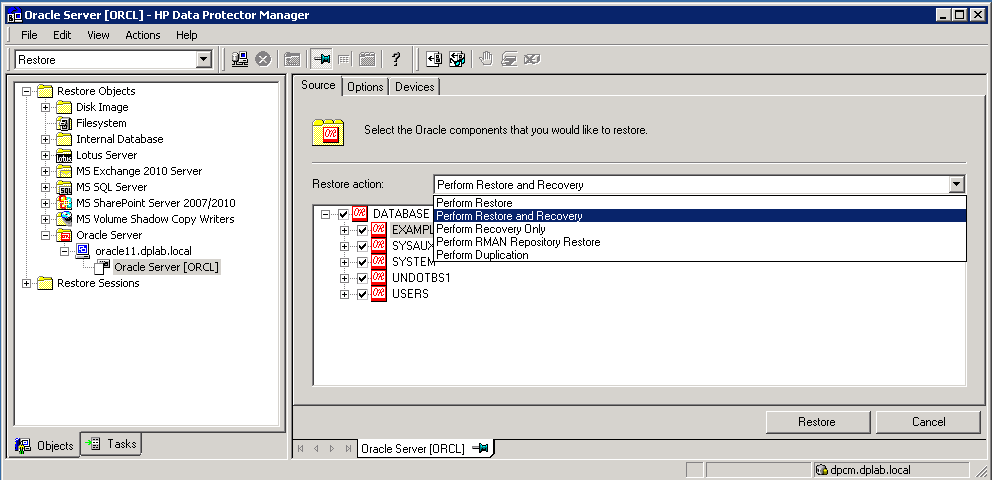 Oracle Server [ORCL] - HP Data Protector Manager
File Edit View Actions Help
Restore
Restore Objects
Disk Image
Filesystem
Internal Database
Lotus Server
MS Exchange 2010 Server
MS SQL Server
MS SharePoint Server 2007/2010
MS Volume Shadow Copy Writers
Oracle Server
oracle11.dplab.local
Oracle Server [ORCL]
Restore Sessions
Objects Tasks
Source Options Devices
Select the Oracle components that you would like to restore.
Restore action: Perform Restore and Recovery
Perform Restore
Perform Restore and Recovery
Perform Recovery Only
Perform RMAN Repository Restore
Perform Duplication
DATABASE
EXAMPL
SYSAUX
SYSTEM
UNDOTBS1
USERS
Restore Cancel
Oracle Server [ORCL]
dpcm.dplab.local